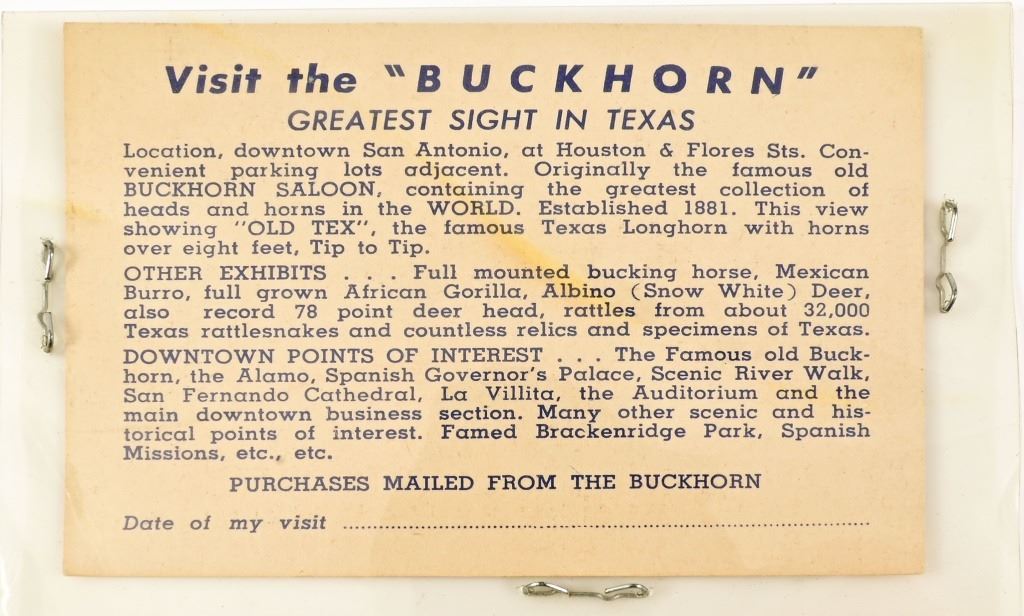 Visit the "BUCKHORN"
GREATEST SIGHT IN TEXAS
Location, downtown San Antonio, at Houston & Flores Sts. Con-
venient parking lots adjacent. Originally the famous old
BUCKHORN SALOON, containing the greatest collection of
heads and horns in the WORLD. Established 1881. This view
showing "OLD TEX", the famous Texas Longhorn with horns
over eight feet, Tip to Tip.
OTHER EXHIBITS . . . Full mounted bucking horse, Mexican
Burro, full grown African Gorilla, Albino (Snow White) Deer,
also record 78 point deer head, rattles from about 32,000
Texas rattlesnakes and countless relics and specimens of Texas.
DOWNTOWN POINTS OF INTEREST . . . The Famous old Buck-
horn, the Alamo, Spanish Governor's Palace, Scenic River Walk,
San Fernando Cathedral, La Villita, the Auditorium and the
main downtown business section. Many other scenic and his-
torical points of interest. Famed Brackenridge Park, Spanish
Missions, etc., etc.
PURCHASES MAILED FROM THE BUCKHORN
Date of my visit ........................................................................